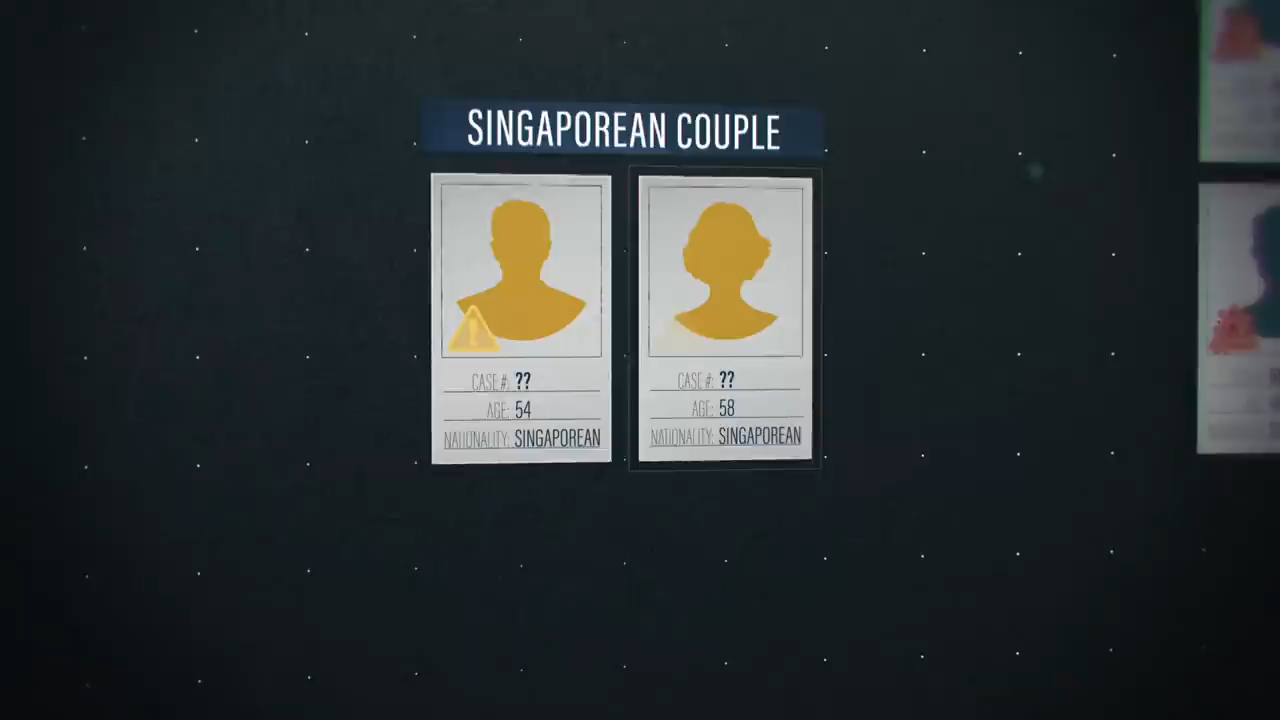 SINGAPOREAN COUPLE
CASE #: ??
AGE: 54
NATIONALITY: SINGAPOREAN
CASE #: ??
AGE: 58
NATIONALITY: SINGAPOREAN